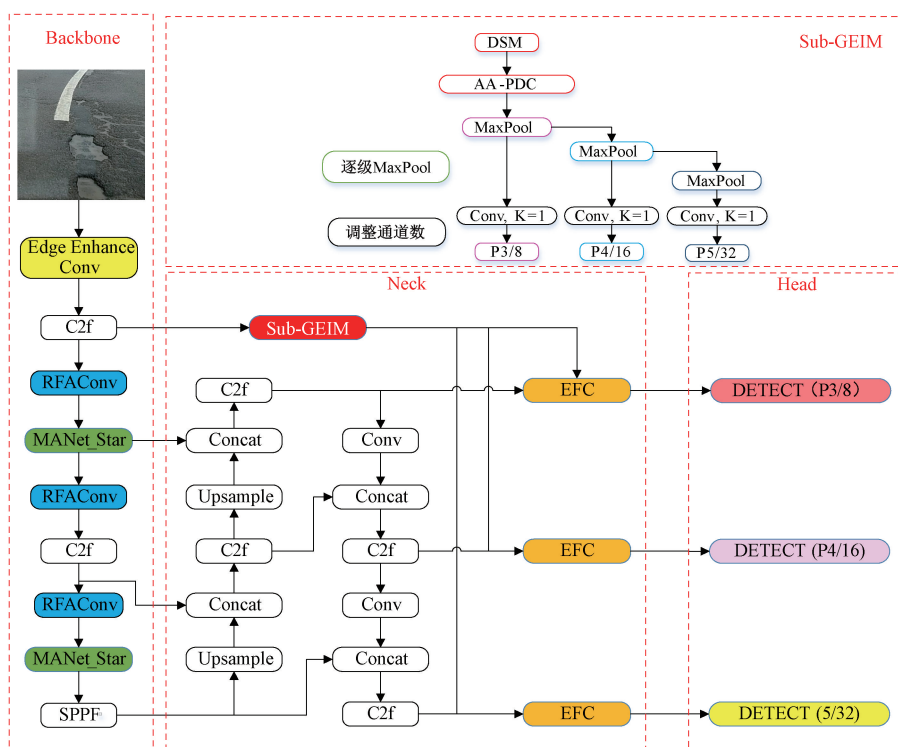 Backbone
Edge Enhance
Conv
C2f
RFAConv
MANet_Star
RFAConv
C2f
RFAConv
MANet_Star
SPPF
Sub-GEIM
DSM
AA-PDC
MaxPool
MaxPool
MaxPool
逐级MaxPool
调整通道数
Conv, K=1
Conv, K=1
Conv, K=1
P3/8
P4/16
P5/32
Neck
Sub-GEIM
C2f
Concat
Upsample
C2f
Concat
Upsample
Conv
Concat
C2f
Conv
Concat
C2f
EFC
EFC
EFC
Head
DETECT（P3/8）
DETECT (P4/16)
DETECT (5/32)